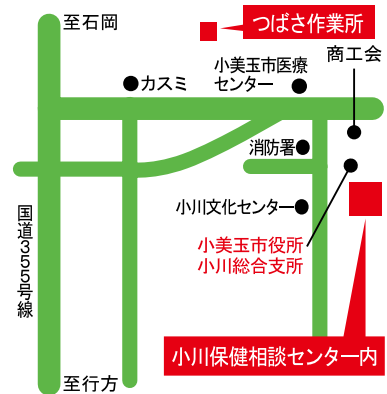 至石岡
つばさ作業所
商工会
小美玉市医療
センター
カスミ
消防署
小川文化センター
小美玉市役所
小川総合支所
国道355号線
小川保健相談センター内
至行方